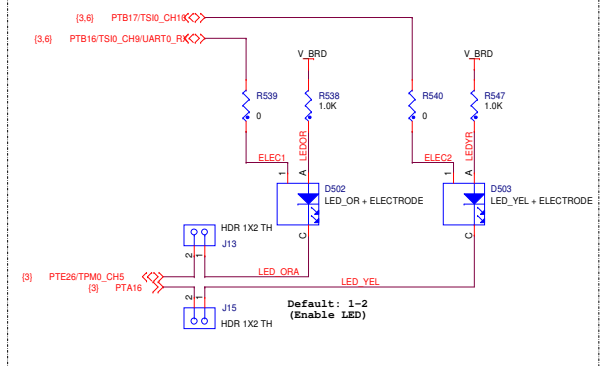 {3,6} PTB17/TSI0_CH10
{3,6} PTB16/TSI0_CH9/UART0_RX
V_BRD
V_BRD
R539
0
R538
1.0K
R540
0
R547
1.0K
ELEC1
LEDOR
ELEC2
LEDYR
1
A
1
A
D502
LED_OR + ELECTRODE
D503
LED_YEL + ELECTRODE
C
C
HDR 1X2 TH
J13
2
1
{3} PTE26/TPM0_CH5
LED_ORA
{3} PTA16
LED_YEL
2
1
J15
HDR 1X2 TH
Default: 1-2
(Enable LED)